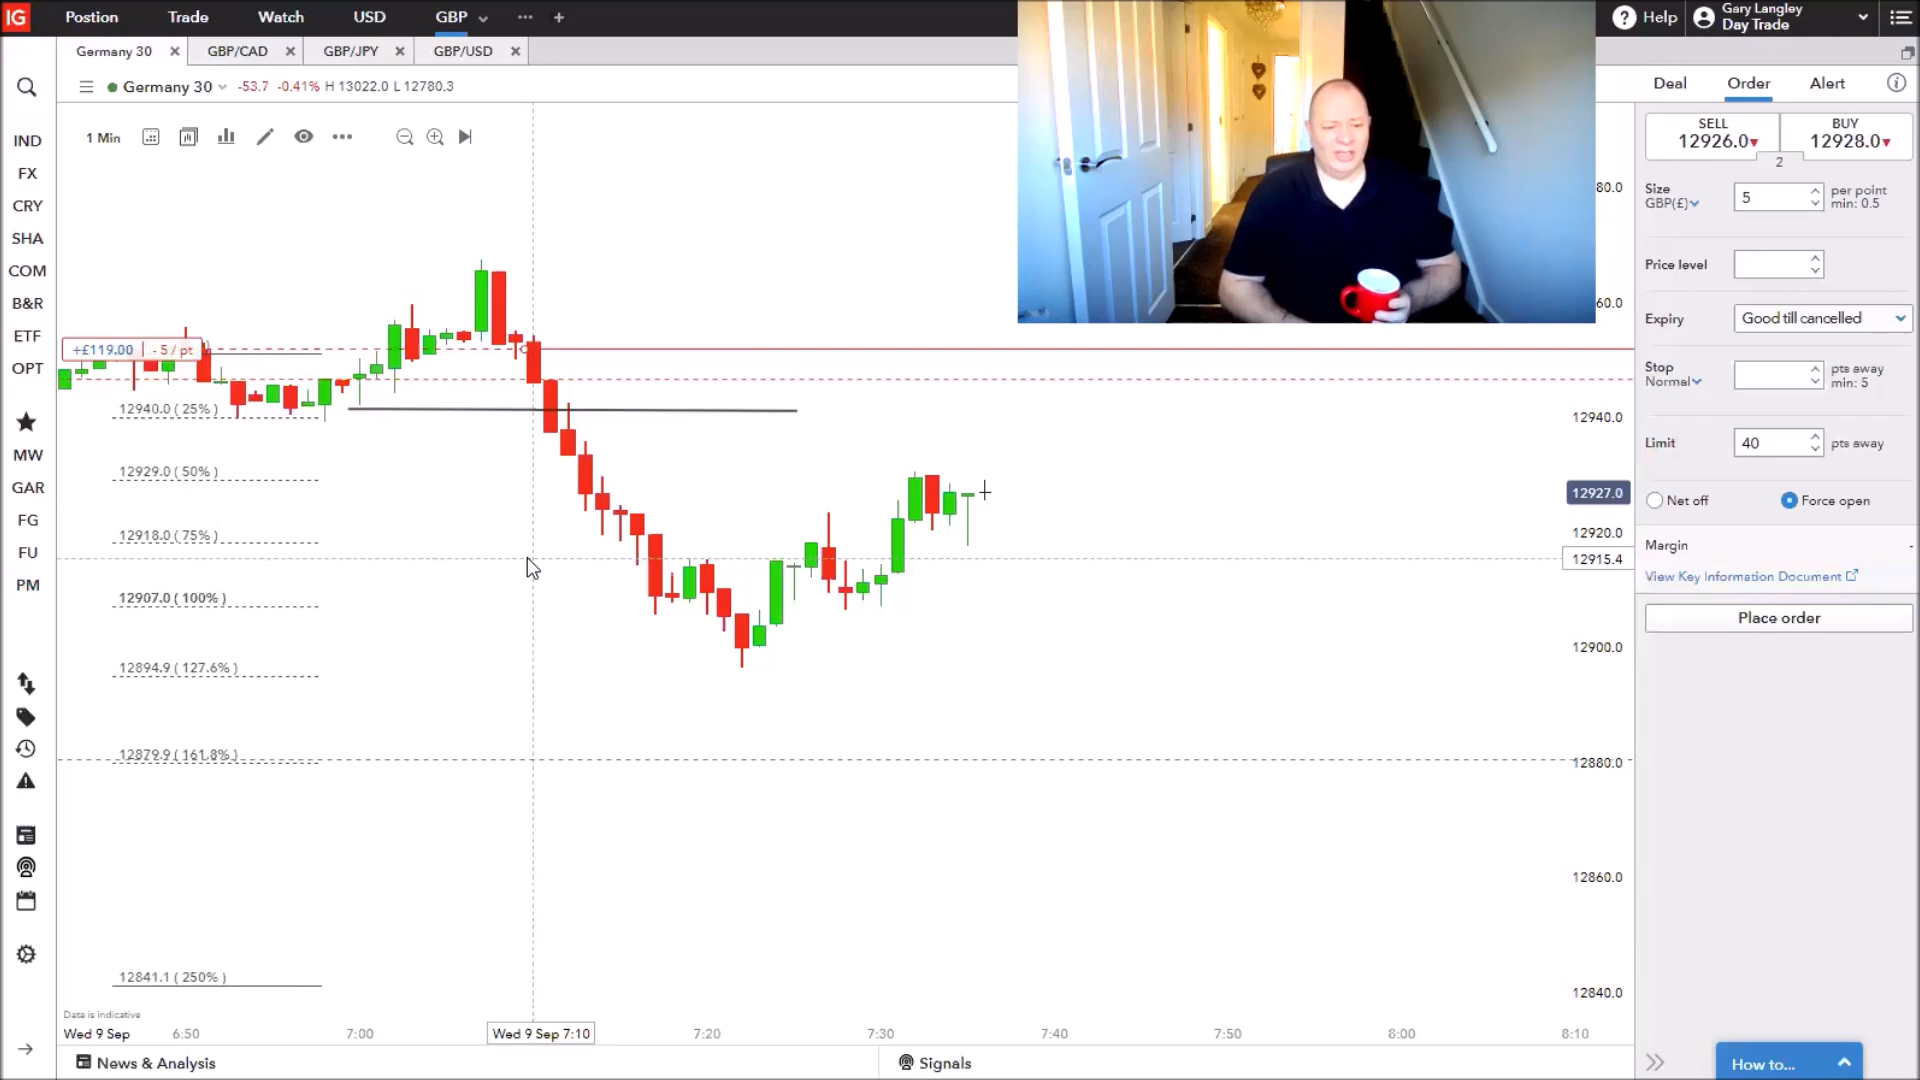 IG
Postion Trade Watch USD GBP
Help
Gary Langley
Day Trade
Germany 30 GBP/CAD GBP/JPY GBP/USD
Germany 30 -53.7 -0.41% H 13022.0 L 12780.3
Deal Order Alert
1 Min
IND
FX
CRY
SHA
COM
B&R
ETF
OPT
MW
GAR
FG
FU
PM
+£119.00 - 5 / pt
12940.0 ( 25% )
12929.0 ( 50% )
12918.0 ( 75% )
12907.0 ( 100% )
12894.9 ( 127.6% )
12879.9 ( 161.8% )
12841.1 ( 250% )
80.0
60.0
12940.0
12927.0
12920.0
12915.4
12900.0
12880.0
12860.0
12840.0
SELL
12926.0
BUY
12928.0
2
Size
GBP(£)
5
per point
min: 0.5
Price level
Expiry Good till cancelled
Stop
Normal
pts away
min: 5
Limit 40 pts away
Net off Force open
Margin -
View Key Information Document
Place order
Data is indicative
Wed 9 Sep 6:50 7:00 Wed 9 Sep 7:10 7:20 7:30 7:40 7:50 8:00 8:10
News & Analysis Signals
How to...